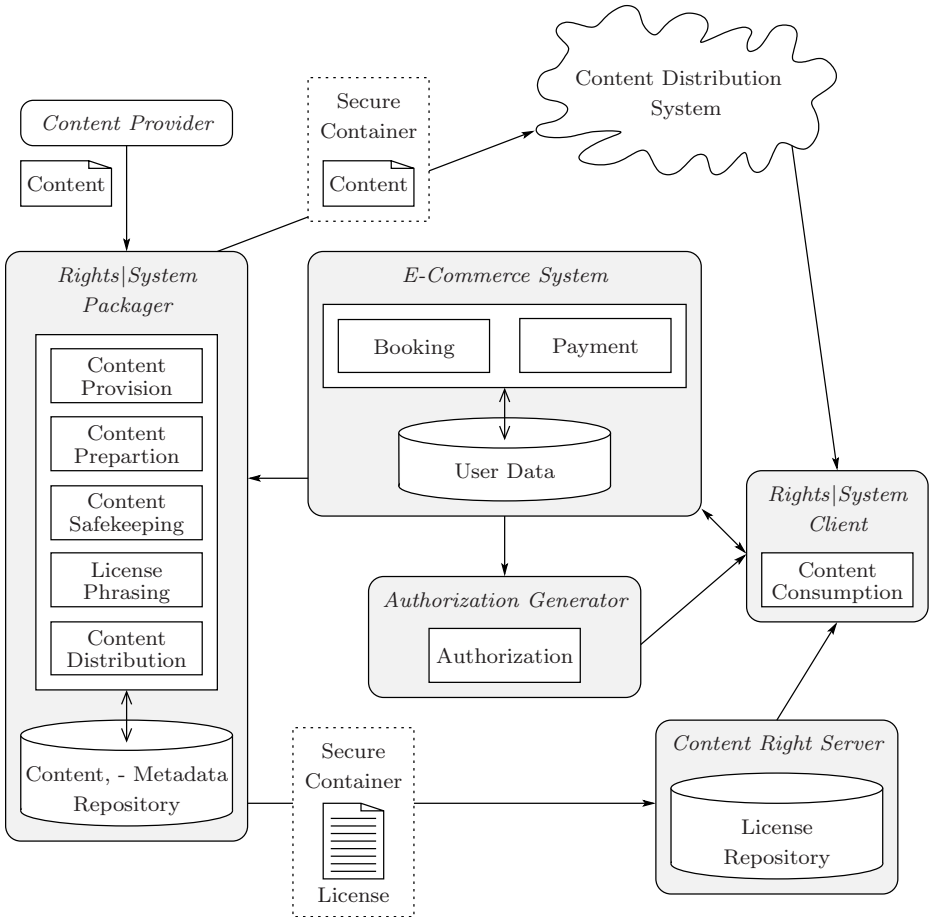 Content Distribution
System
Secure
Container
Content
Content Provider
Content
Rights|System
Packager
Content
Provision
Content
Prepartion
Content
Safekeeping
License
Phrasing
Content
Distribution
Content, - Metadata
Repository
E-Commerce System
Booking
Payment
User Data
Rights|System
Client
Content
Consumption
Authorization Generator
Authorization
Secure
Container
License
Content Right Server
License
Repository